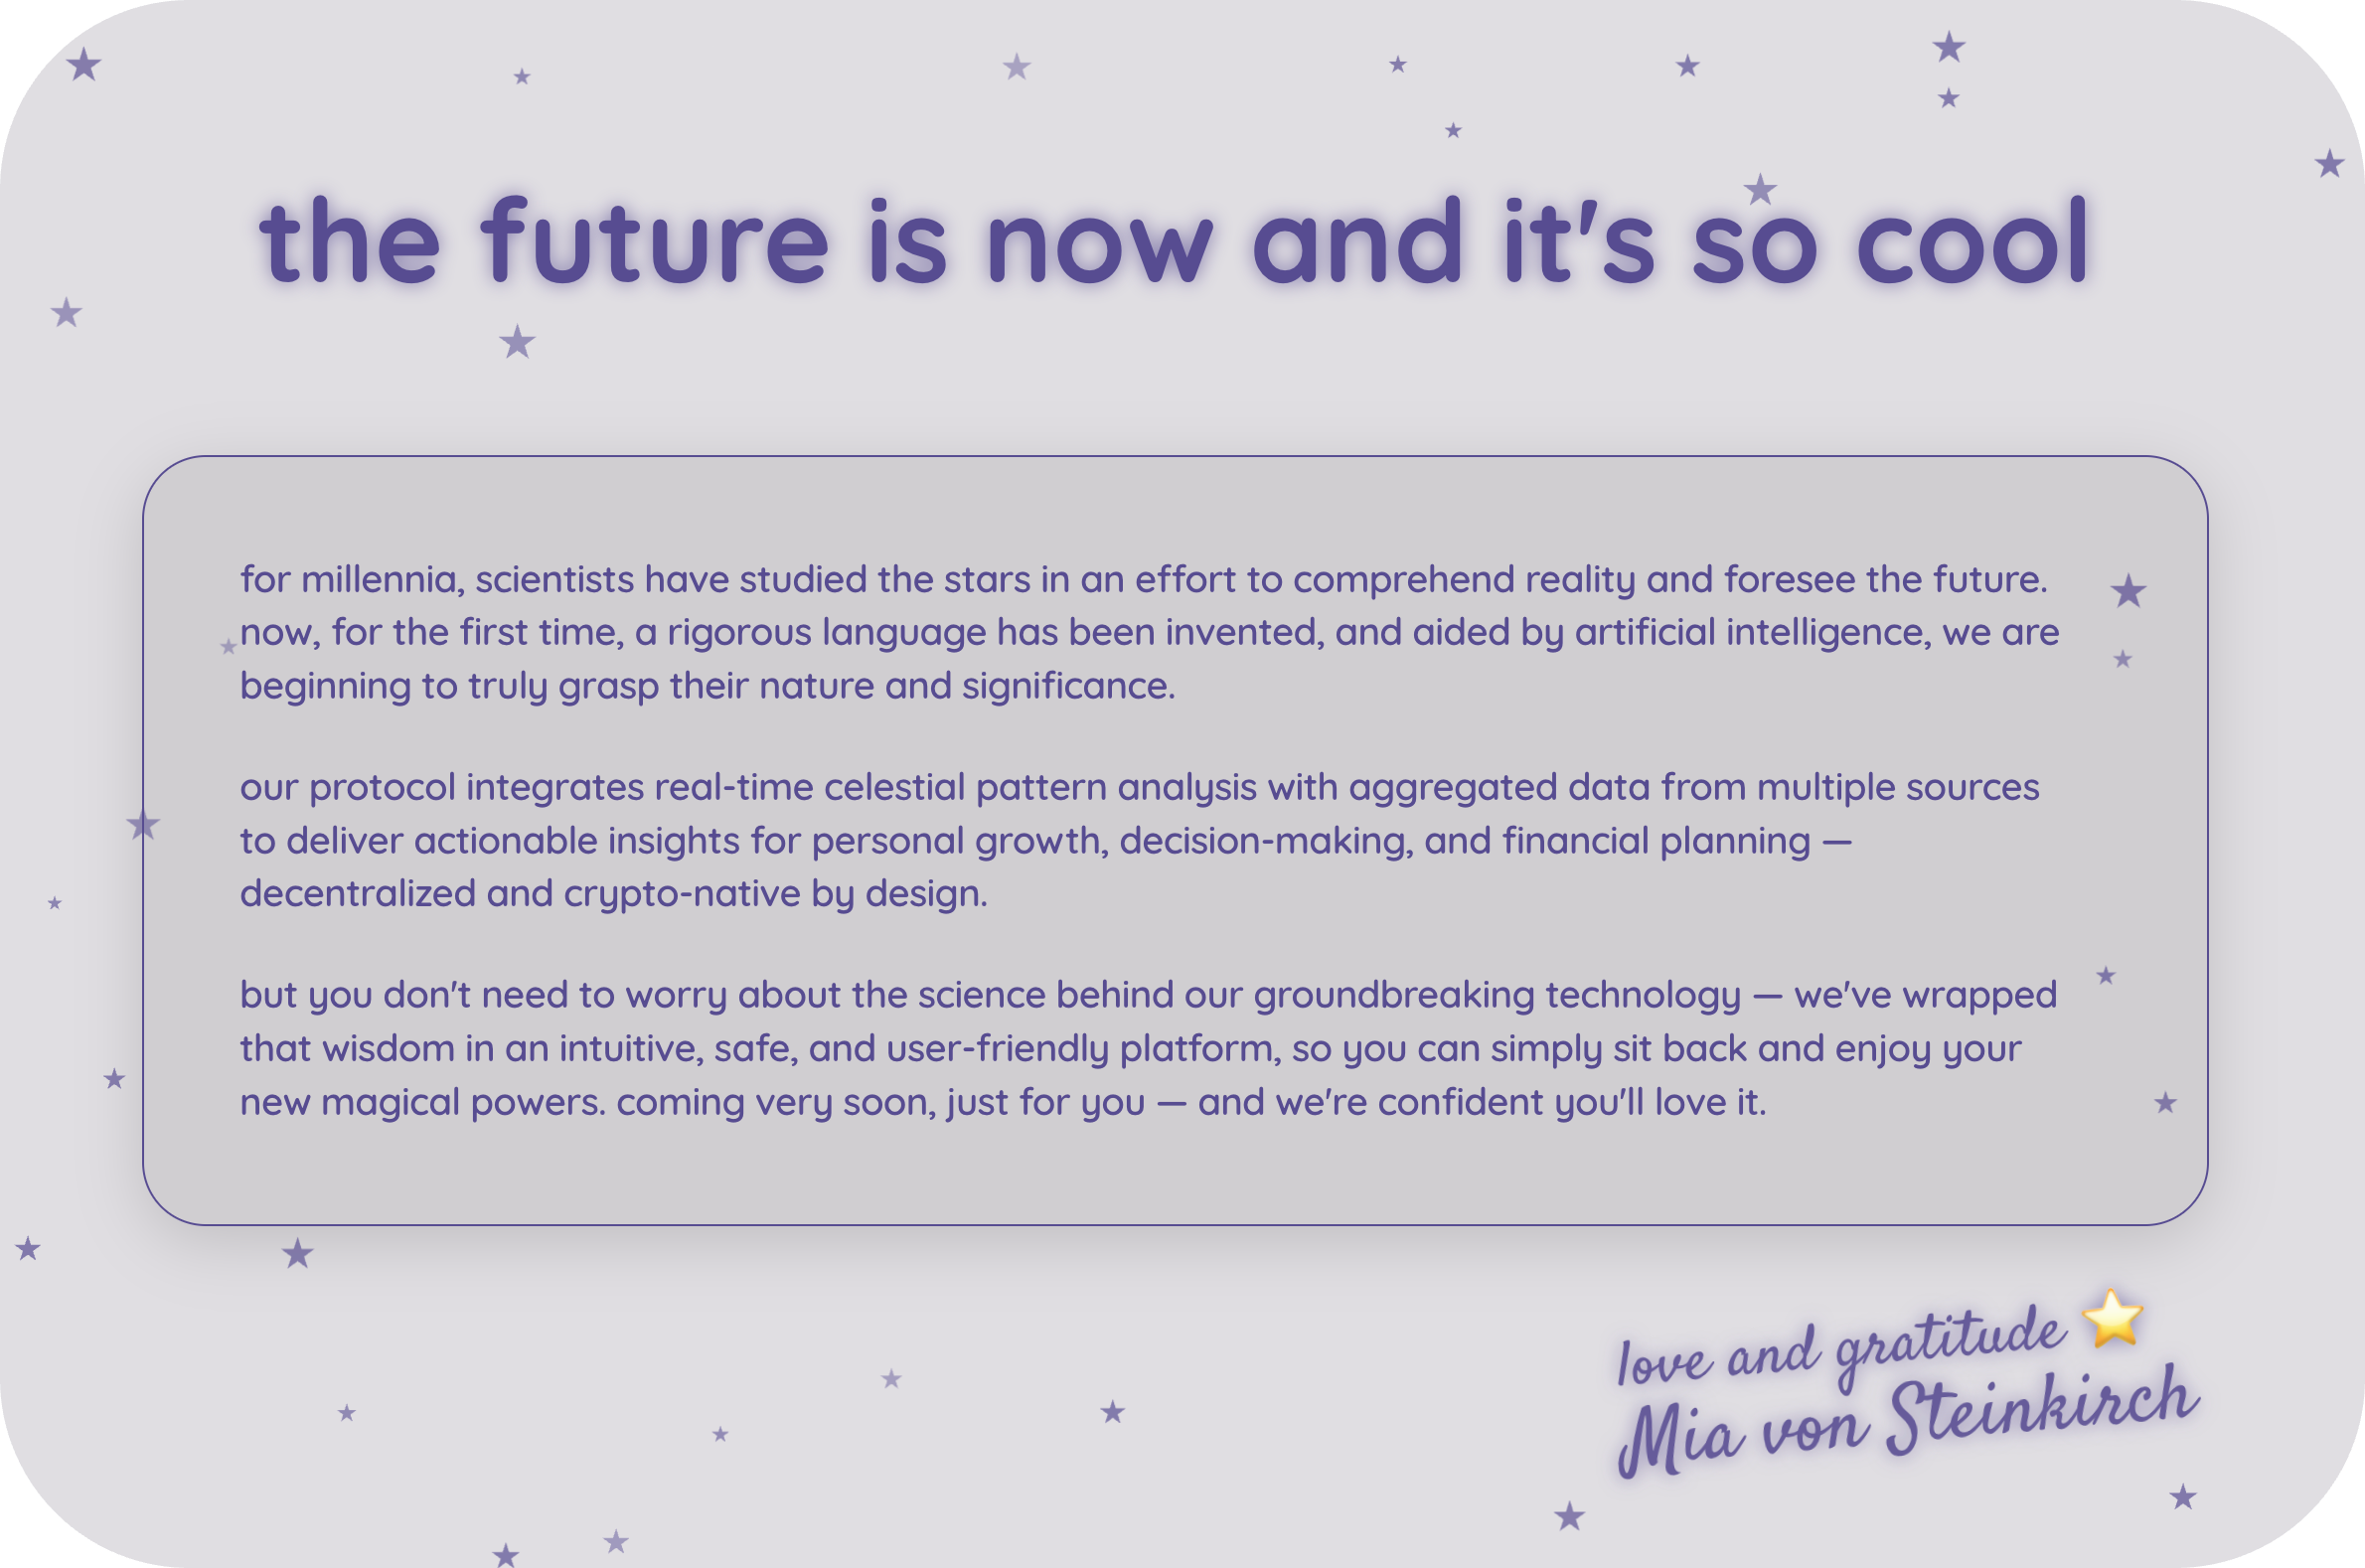 the future is now and it's so cool
for millennia, scientists have studied the stars in an effort to comprehend reality and foresee the future.
now, for the first time, a rigorous language has been invented, and aided by artificial intelligence, we are
beginning to truly grasp their nature and significance.
our protocol integrates real-time celestial pattern analysis with aggregated data from multiple sources
to deliver actionable insights for personal growth, decision-making, and financial planning —
decentralized and crypto-native by design.
but you don't need to worry about the science behind our groundbreaking technology — we've wrapped
that wisdom in an intuitive, safe, and user-friendly platform, so you can simply sit back and enjoy your
new magical powers. coming very soon, just for you — and we're confident you'll love it.
love and gratitude ⭐
Mia von Steinkirch